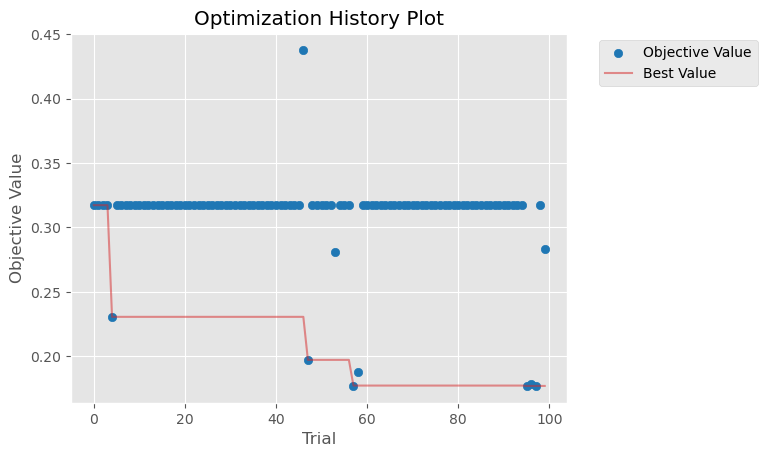 Optimization History Plot
Objective Value
Best Value
0.45
0.40
0.35
0.30
0.25
0.20
Objective Value
0
20
40
60
80
100
Trial